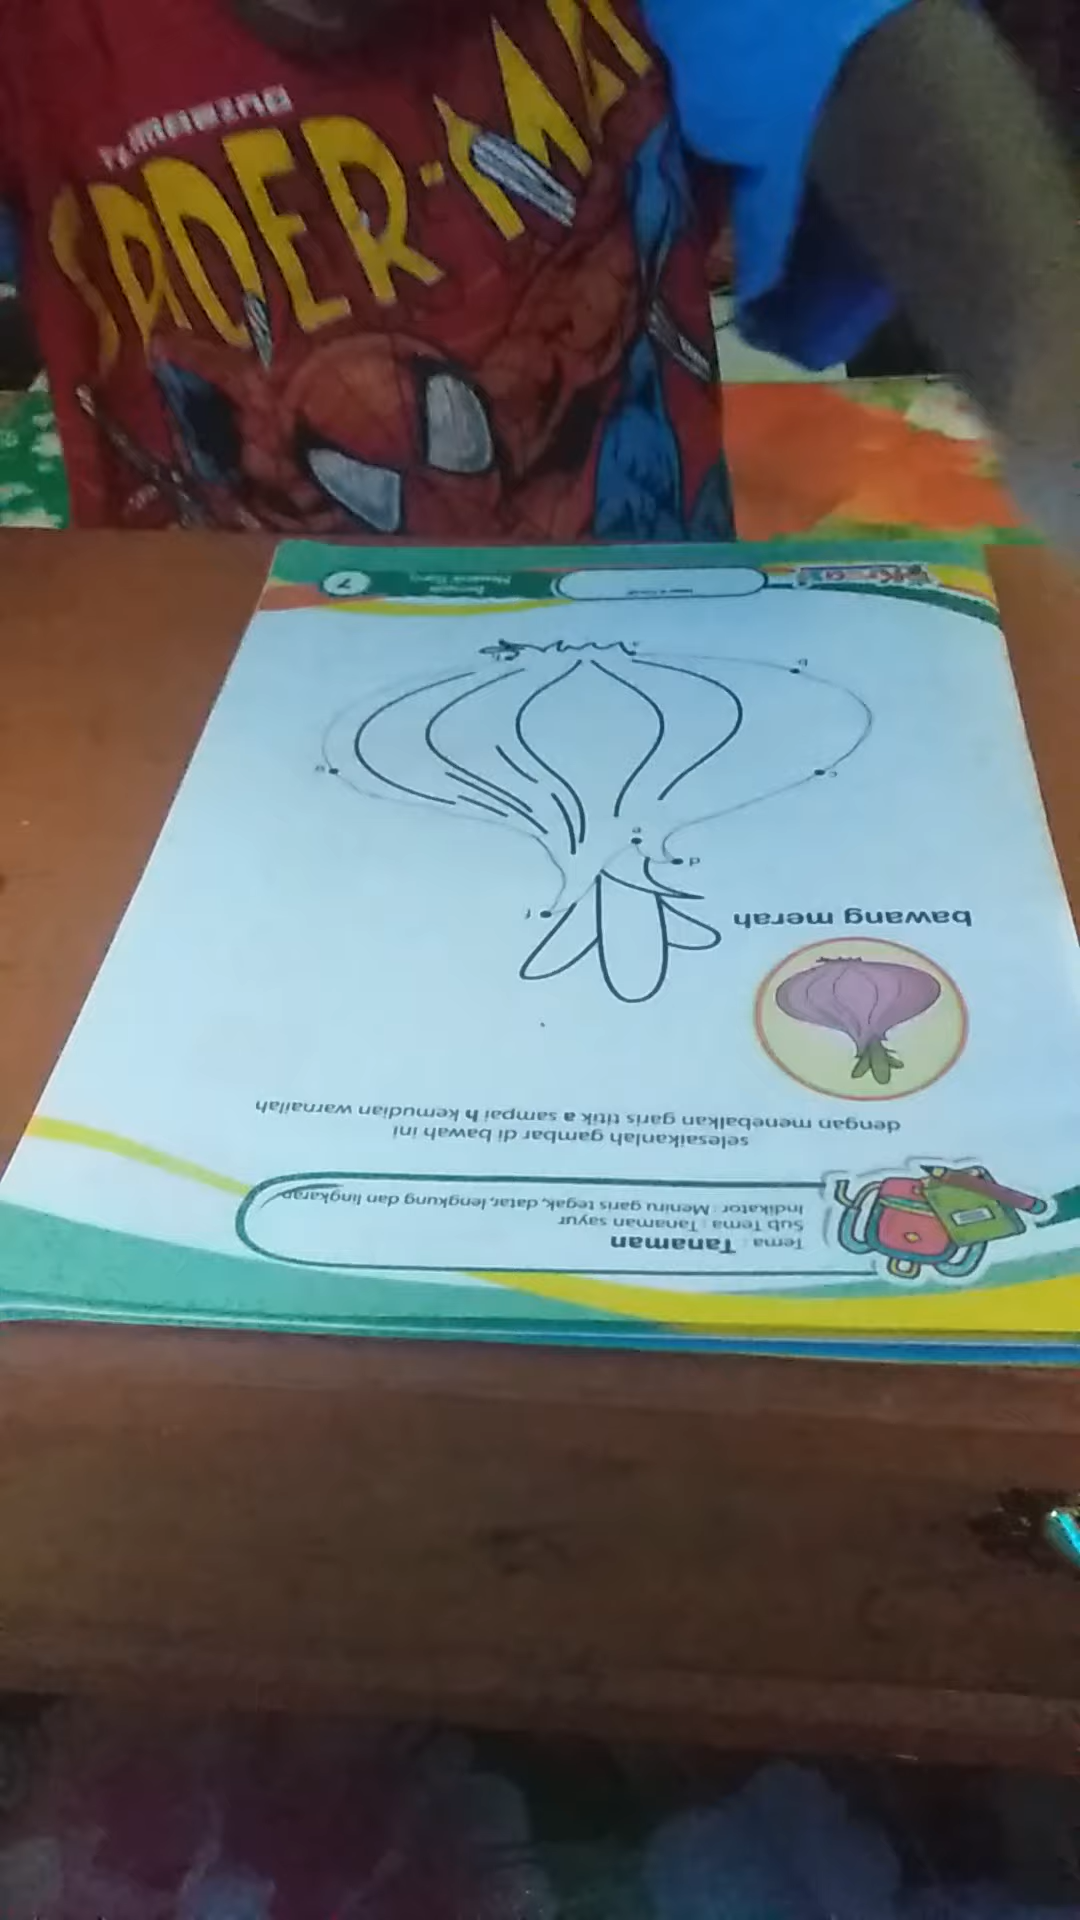 SPIDER-MAN
Tema : Tanaman
Sub Tema : Tanaman sayur
Indikator : Meniru garis tegak, datar, lengkung dan lingkaran
selesaikanlah gambar di bawah ini
dengan menebalkan garis titik a sampai h kemudian warnailah
bawang merah
f
d
e
c
b
7